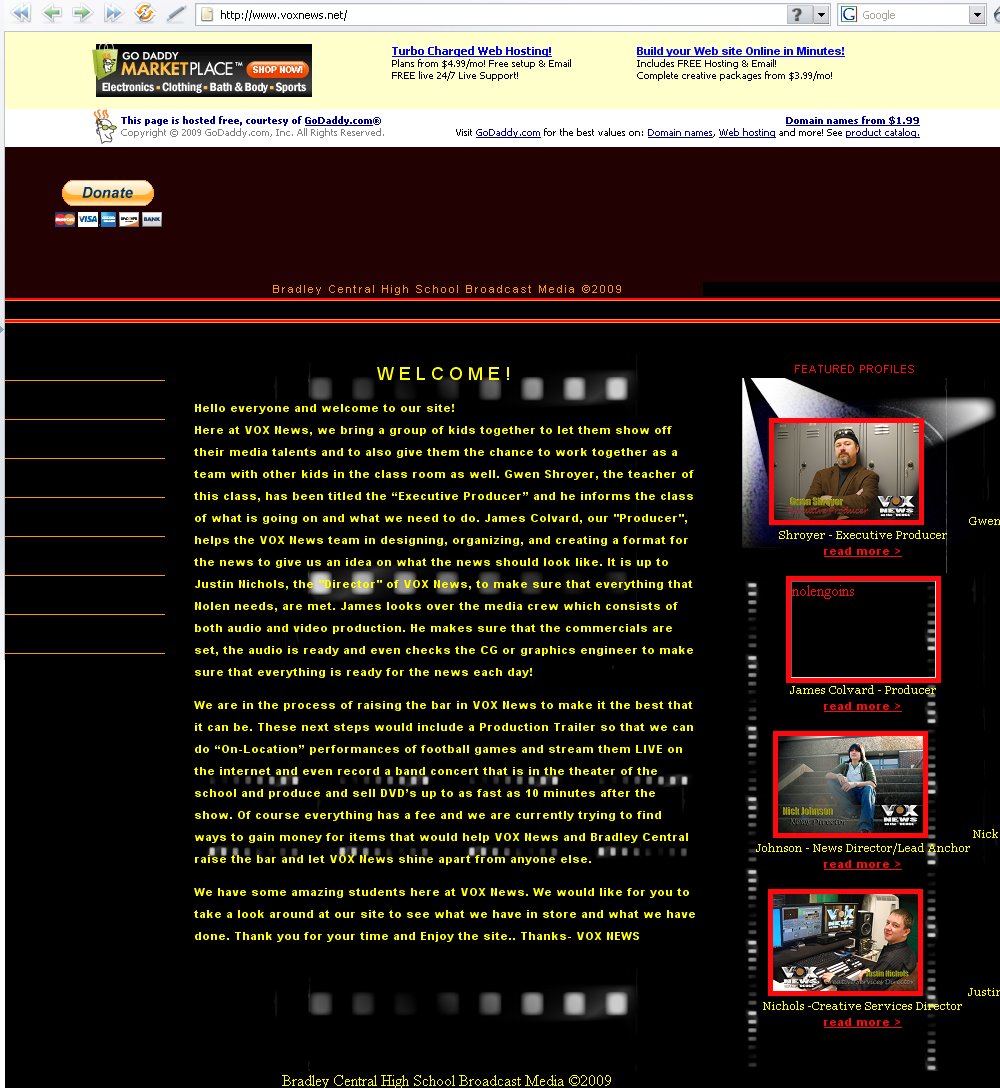 http://www.voxnews.net/
?
G Google
GO DADDY
MARKETPLACE™ SHOP NOW!
Electronics • Clothing • Bath & Body • Sports
Turbo Charged Web Hosting!
Plans from $4.99/mo! Free setup & Email
FREE live 24/7 Live Support!
Build your Web site Online in Minutes!
Includes FREE Hosting & Email!
Complete creative packages from $3.99/mo!
This page is hosted free, courtesy of GoDaddy.com®
Copyright © 2009 GoDaddy.com, Inc. All Rights Reserved.
Domain names from $1.99
Visit GoDaddy.com for the best values on: Domain names, Web hosting and more! See product catalog.
Donate
VISA
BANK
Bradley Central High School Broadcast Media ©2009
WELCOME!
Hello everyone and welcome to our site!
Here at VOX News, we bring a group of kids together to let them show off
their media talents and to also give them the chance to work together as a
team with other kids in the class room as well. Gwen Shroyer, the teacher of
this class, has been titled the “Executive Producer” and he informs the class
of what is going on and what we need to do. James Colvard, our "Producer",
helps the VOX News team in designing, organizing, and creating a format for
the news to give us an idea on what the news should look like. It is up to
Justin Nichols, the "Director" of VOX News, to make sure that everything that
Nolen needs, are met. James looks over the media crew which consists of
both audio and video production. He makes sure that the commercials are
set, the audio is ready and even checks the CG or graphics engineer to make
sure that everything is ready for the news each day!
We are in the process of raising the bar in VOX News to make it the best that
it can be. These next steps would include a Production Trailer so that we can
do “On-Location” performances of football games and stream them LIVE on
the internet and even record a band concert that is in the theater of the
school and produce and sell DVD's up to as fast as 10 minutes after the
show. Of course everything has a fee and we are currently trying to find
ways to gain money for items that would help VOX News and Bradley Central
raise the bar and let VOX News shine apart from anyone else.
We have some amazing students here at VOX News. We would like for you to
take a look around at our site to see what we have in store and what we have
done. Thank you for your time and Enjoy the site.. Thanks- VOX NEWS
FEATURED PROFILES
Gwen Shroyer
Executive Producer
VOX
NEWS
Gwen
Shroyer - Executive Producer
read more >
nolengoins
James Colvard - Producer
read more >
Nick Johnson
News Director
VOX
NEWS
Nick
Johnson - News Director/Lead Anchor
read more >
VOX
NEWS
Justin Nichols
Creative Services Director
VOX
NEWS
Justin
Nichols -Creative Services Director
read more >
Bradley Central High School Broadcast Media ©2009